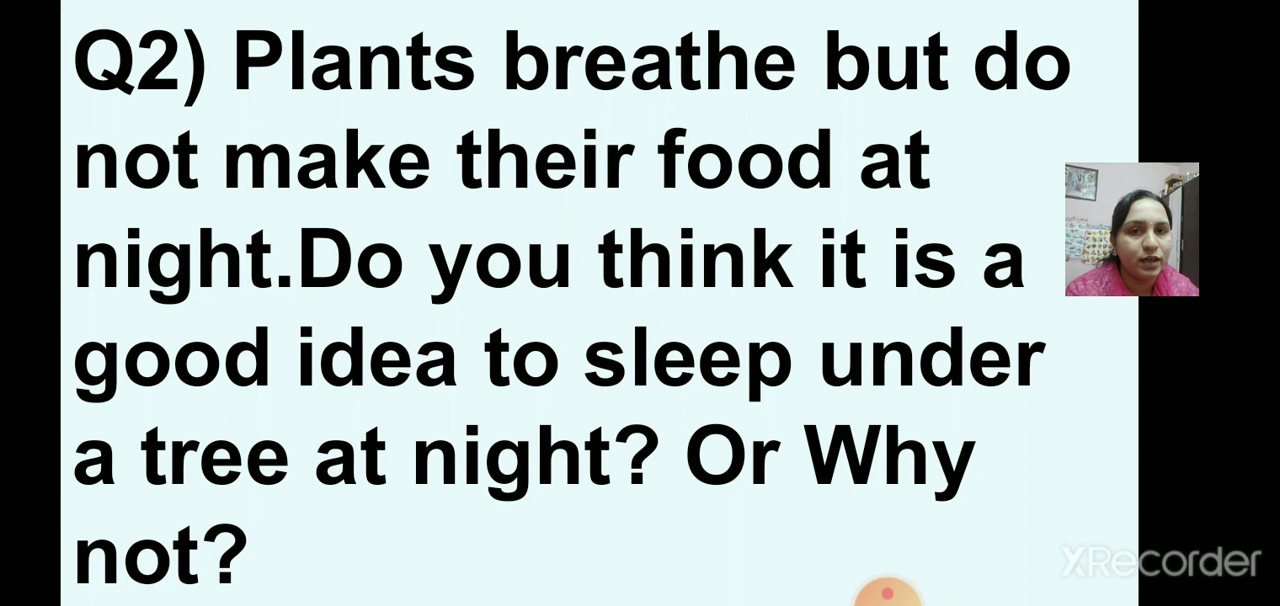 Q2) Plants breathe but do
not make their food at
night.Do you think it is a
good idea to sleep under
a tree at night? Or Why
not?
XRecorder